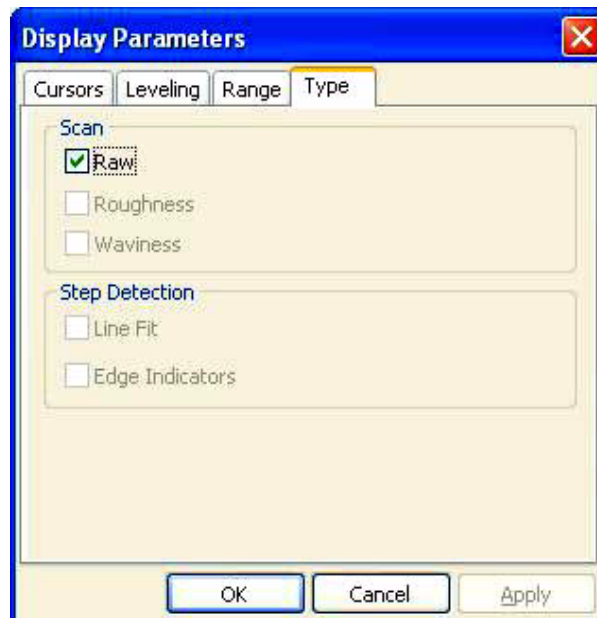 Display Parameters
Cursors Leveling Range Type
Scan
Raw
Roughness
Waviness
Step Detection
Line Fit
Edge Indicators
OK Cancel Apply